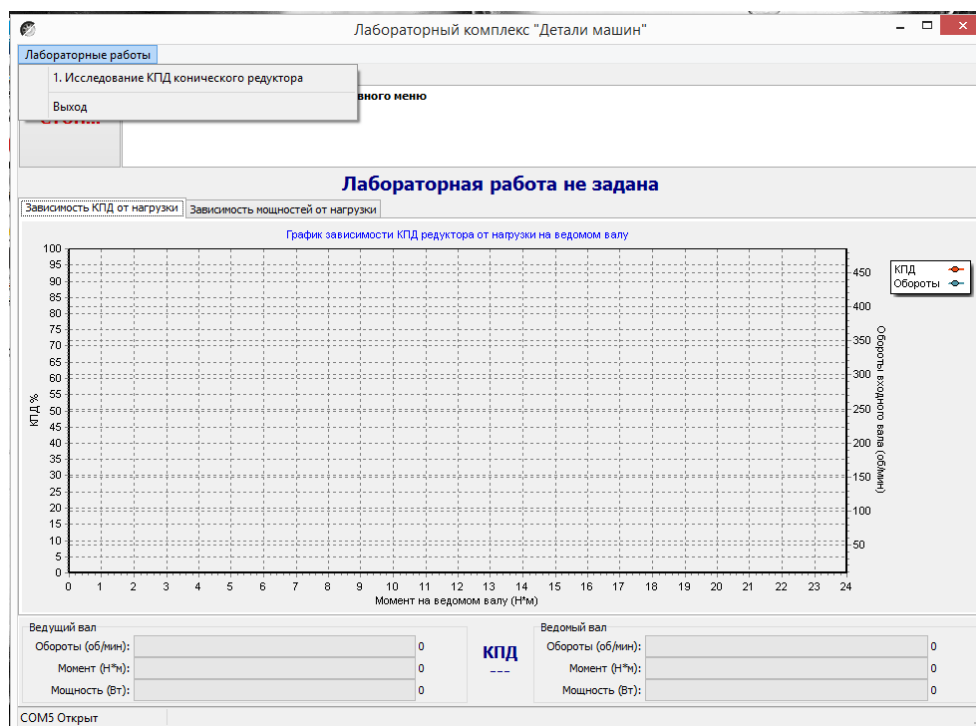 Лабораторный комплекс "Детали машин"
Лабораторные работы
1. Исследование КПД конического редуктора
Выход
вного меню
Лабораторная работа не задана
Зависимость КПД от нагрузки Зависимость мощностей от нагрузки
График зависимости КПД редуктора от нагрузки на ведомом валу
КПД %
100
95
90
85
80
75
70
65
60
55
50
45
40
35
30
25
20
15
10
5
0
0 1 2 3 4 5 6 7 8 9 10 11 12 13 14 15 16 17 18 19 20 21 22 23 24
Момент на ведомом валу (Н*м)
450
400
350
300
250
200
150
100
50
Обороты входного вала (об/мин)
КПД
Обороты
Ведущий вал
Обороты (об/мин): 0
Момент (Н*м): 0
Мощность (Вт): 0
КПД
---
Ведомый вал
Обороты (об/мин): 0
Момент (Н*м): 0
Мощность (Вт): 0
COM5 Открыт